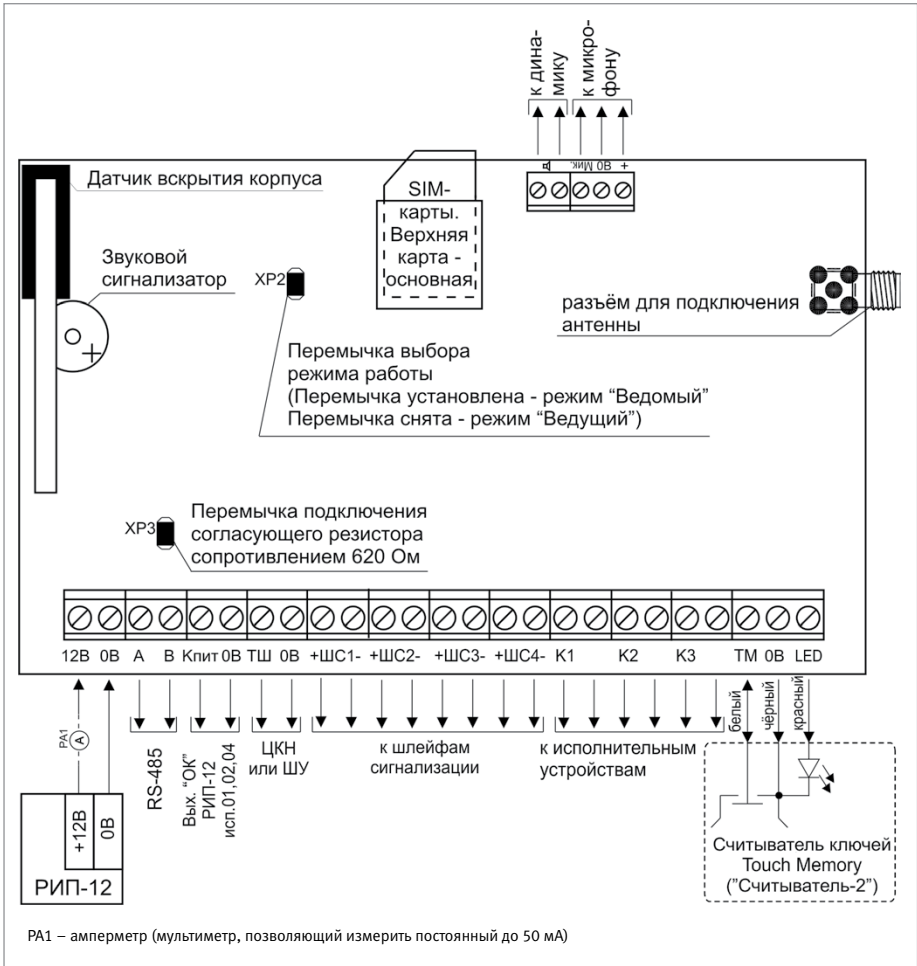 к дина-
мику
к микро-
фону
Мик. 0В +
Датчик вскрытия корпуса
SIM-
карты.
Верхняя
карта -
основная
Звуковой
сигнализатор
XP2
разъём для подключения
антенны
Перемычка выбора
режима работы
(Перемычка установлена - режим “Ведомый”
Перемычка снята - режим “Ведущий”)
XP3
Перемычка подключения
согласующего резистора
сопротивлением 620 Ом
12В 0В А В Кпит 0В ТШ 0В +ШС1- +ШС2- +ШС3- +ШС4- К1 К2 К3 ТМ 0В LED
белый
чёрный
красный
РА1
А
RS-485
Вых. “ОК”
РИП-12
исп.01,02,04
ЦКН
или ШУ
к шлейфам
сигнализации
к исполнительным
устройствам
+12В
0В
РИП-12
Считыватель ключей
Touch Memory
("Считыватель-2")
РА1 – амперметр (мультиметр, позволяющий измерить постоянный до 50 мА)